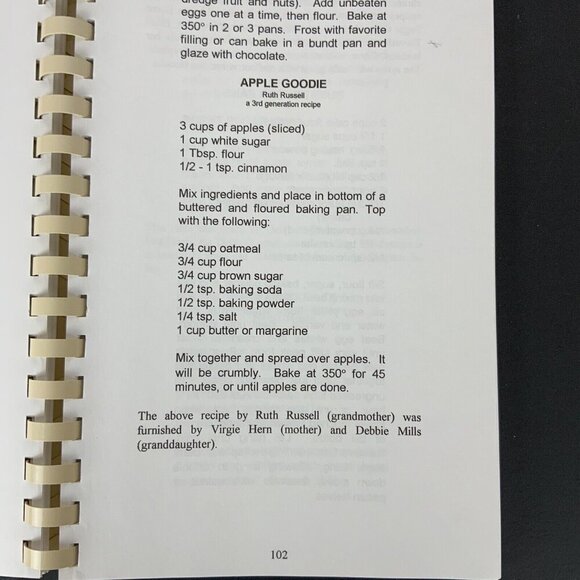 dredge fruit and nuts). Add unbeaten
eggs one at a time, then flour. Bake at
350° in 2 or 3 pans. Frost with favorite
filling or can bake in a bundt pan and
glaze with chocolate.
APPLE GOODIE
Ruth Russell
a 3rd generation recipe
3 cups of apples (sliced)
1 cup white sugar
1 Tbsp. flour
1/2 - 1 tsp. cinnamon
Mix ingredients and place in bottom of a
buttered and floured baking pan. Top
with the following:
3/4 cup oatmeal
3/4 cup flour
3/4 cup brown sugar
1/2 tsp. baking soda
1/2 tsp. baking powder
1/4 tsp. salt
1 cup butter or margarine
Mix together and spread over apples. It
will be crumbly. Bake at 350° for 45
minutes, or until apples are done.
The above recipe by Ruth Russell (grandmother) was
furnished by Virgie Hern (mother) and Debbie Mills
(granddaughter).
102